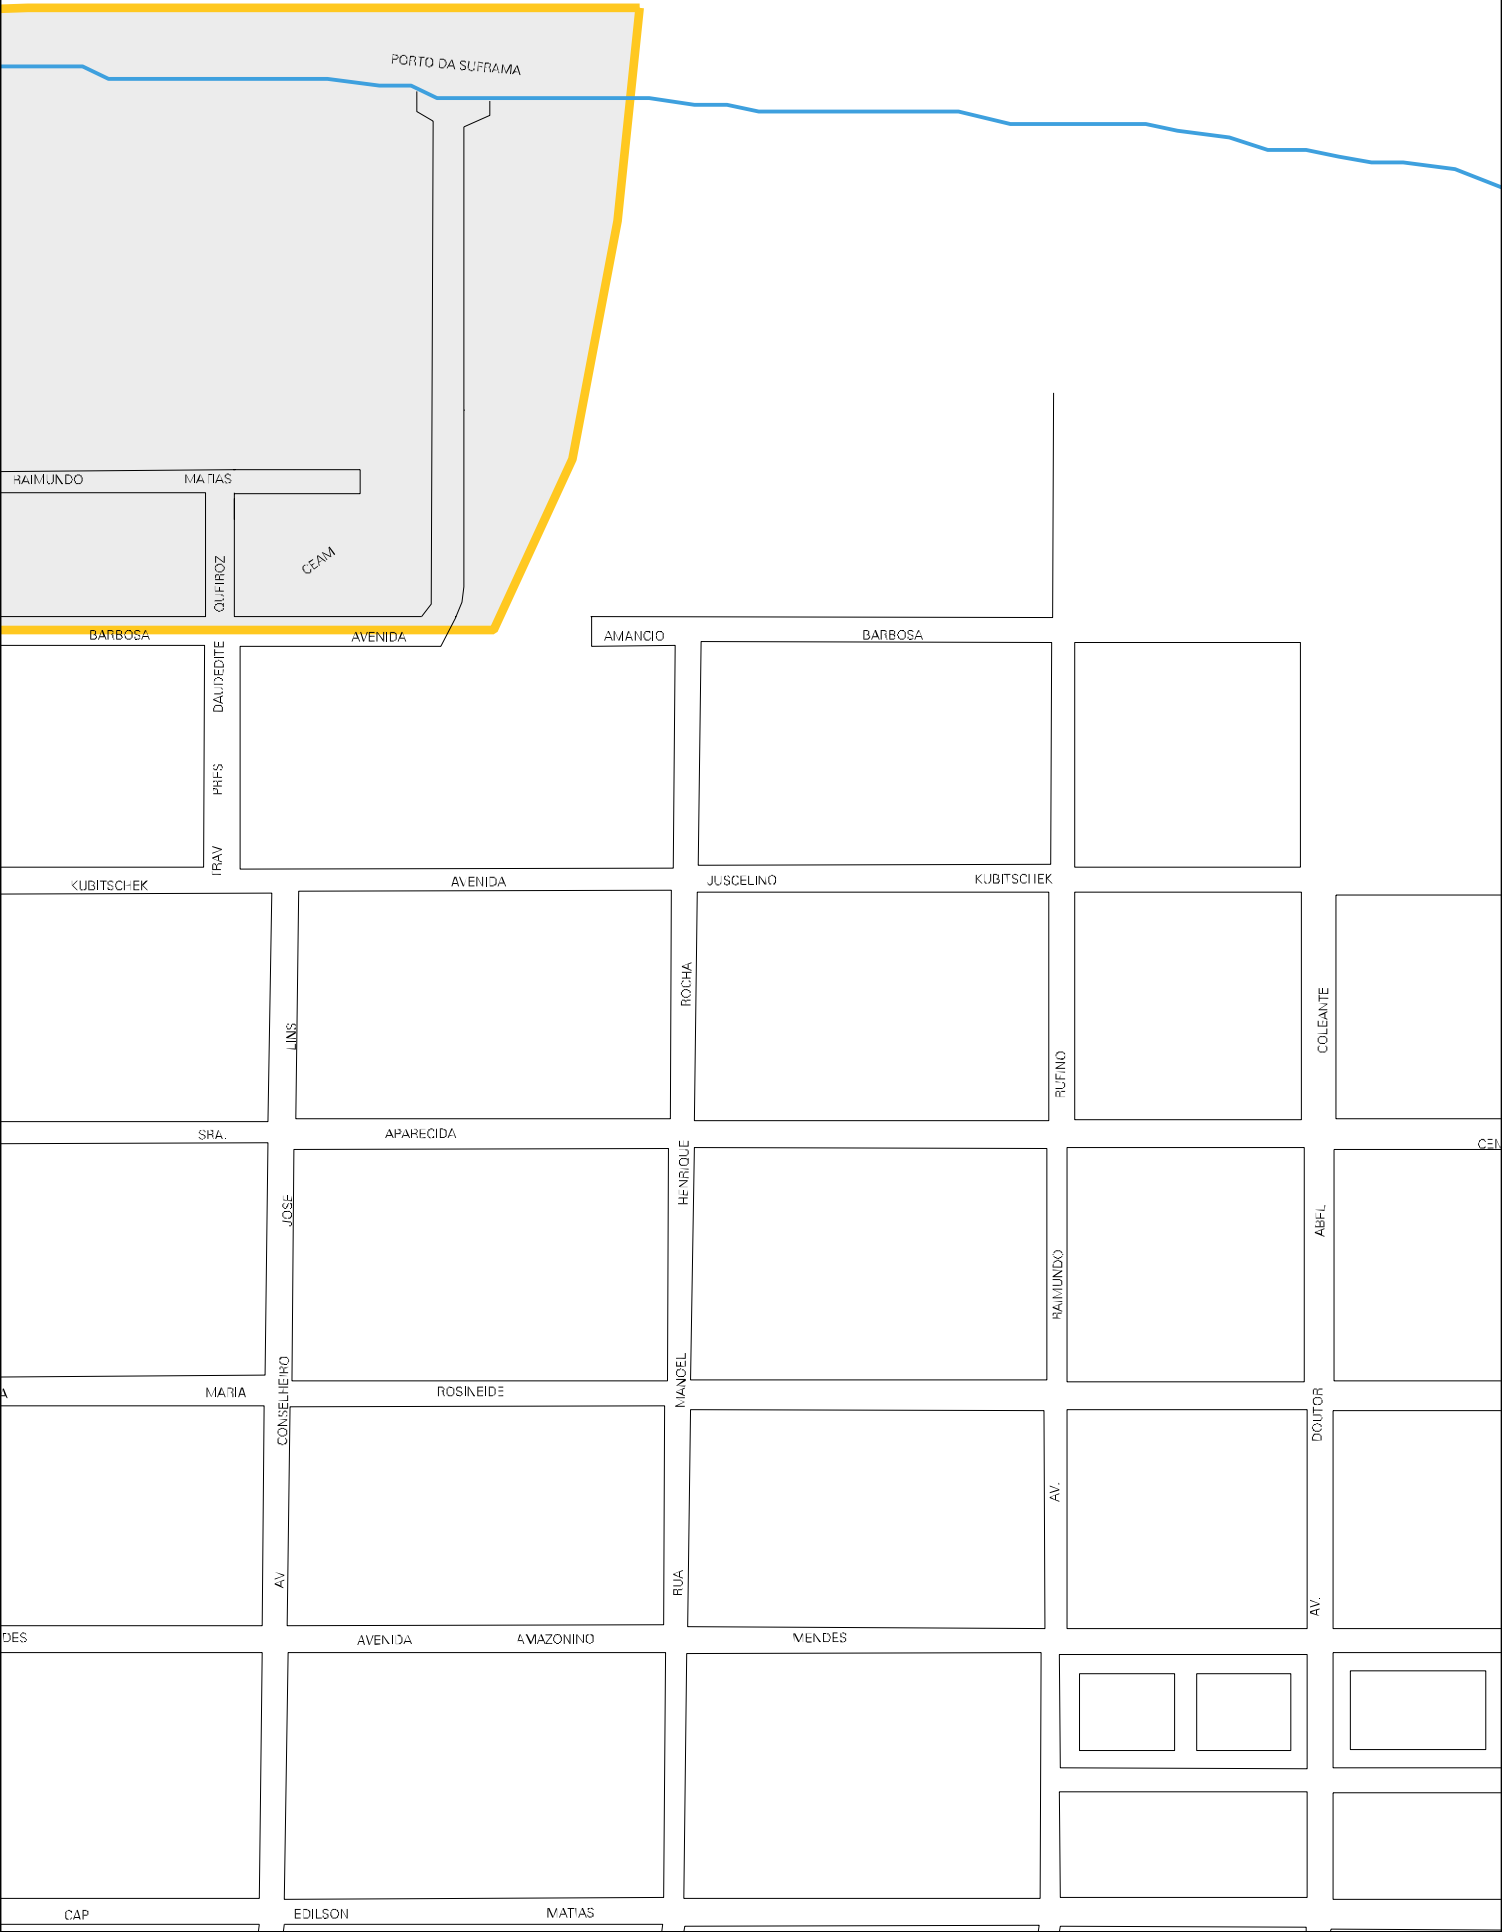 PORTO DA SUFRAMA
RAIMUNDO MATIAS
CEAM
QUEIROZ
BARBOSA AVENIDA AMANCIO BARBOSA
DAUDEDITE
PRES
TRAV
KUBITSCHEK AVENIDA JUSCELINO KUBITSCHEK
ROCHA
COLEANTE
LINS
RUFINO
SRA. APARECIDA
CEN
HENRIQUE
JOSE
ABEL
RAIMUNDO
MANOEL
CONSELHEIRO
A MARIA ROSINEIDE
DOUTOR
AV.
AV
RUA
AV.
DES AVENIDA AMAZONINO MENDES
CAP EDILSON MATIAS